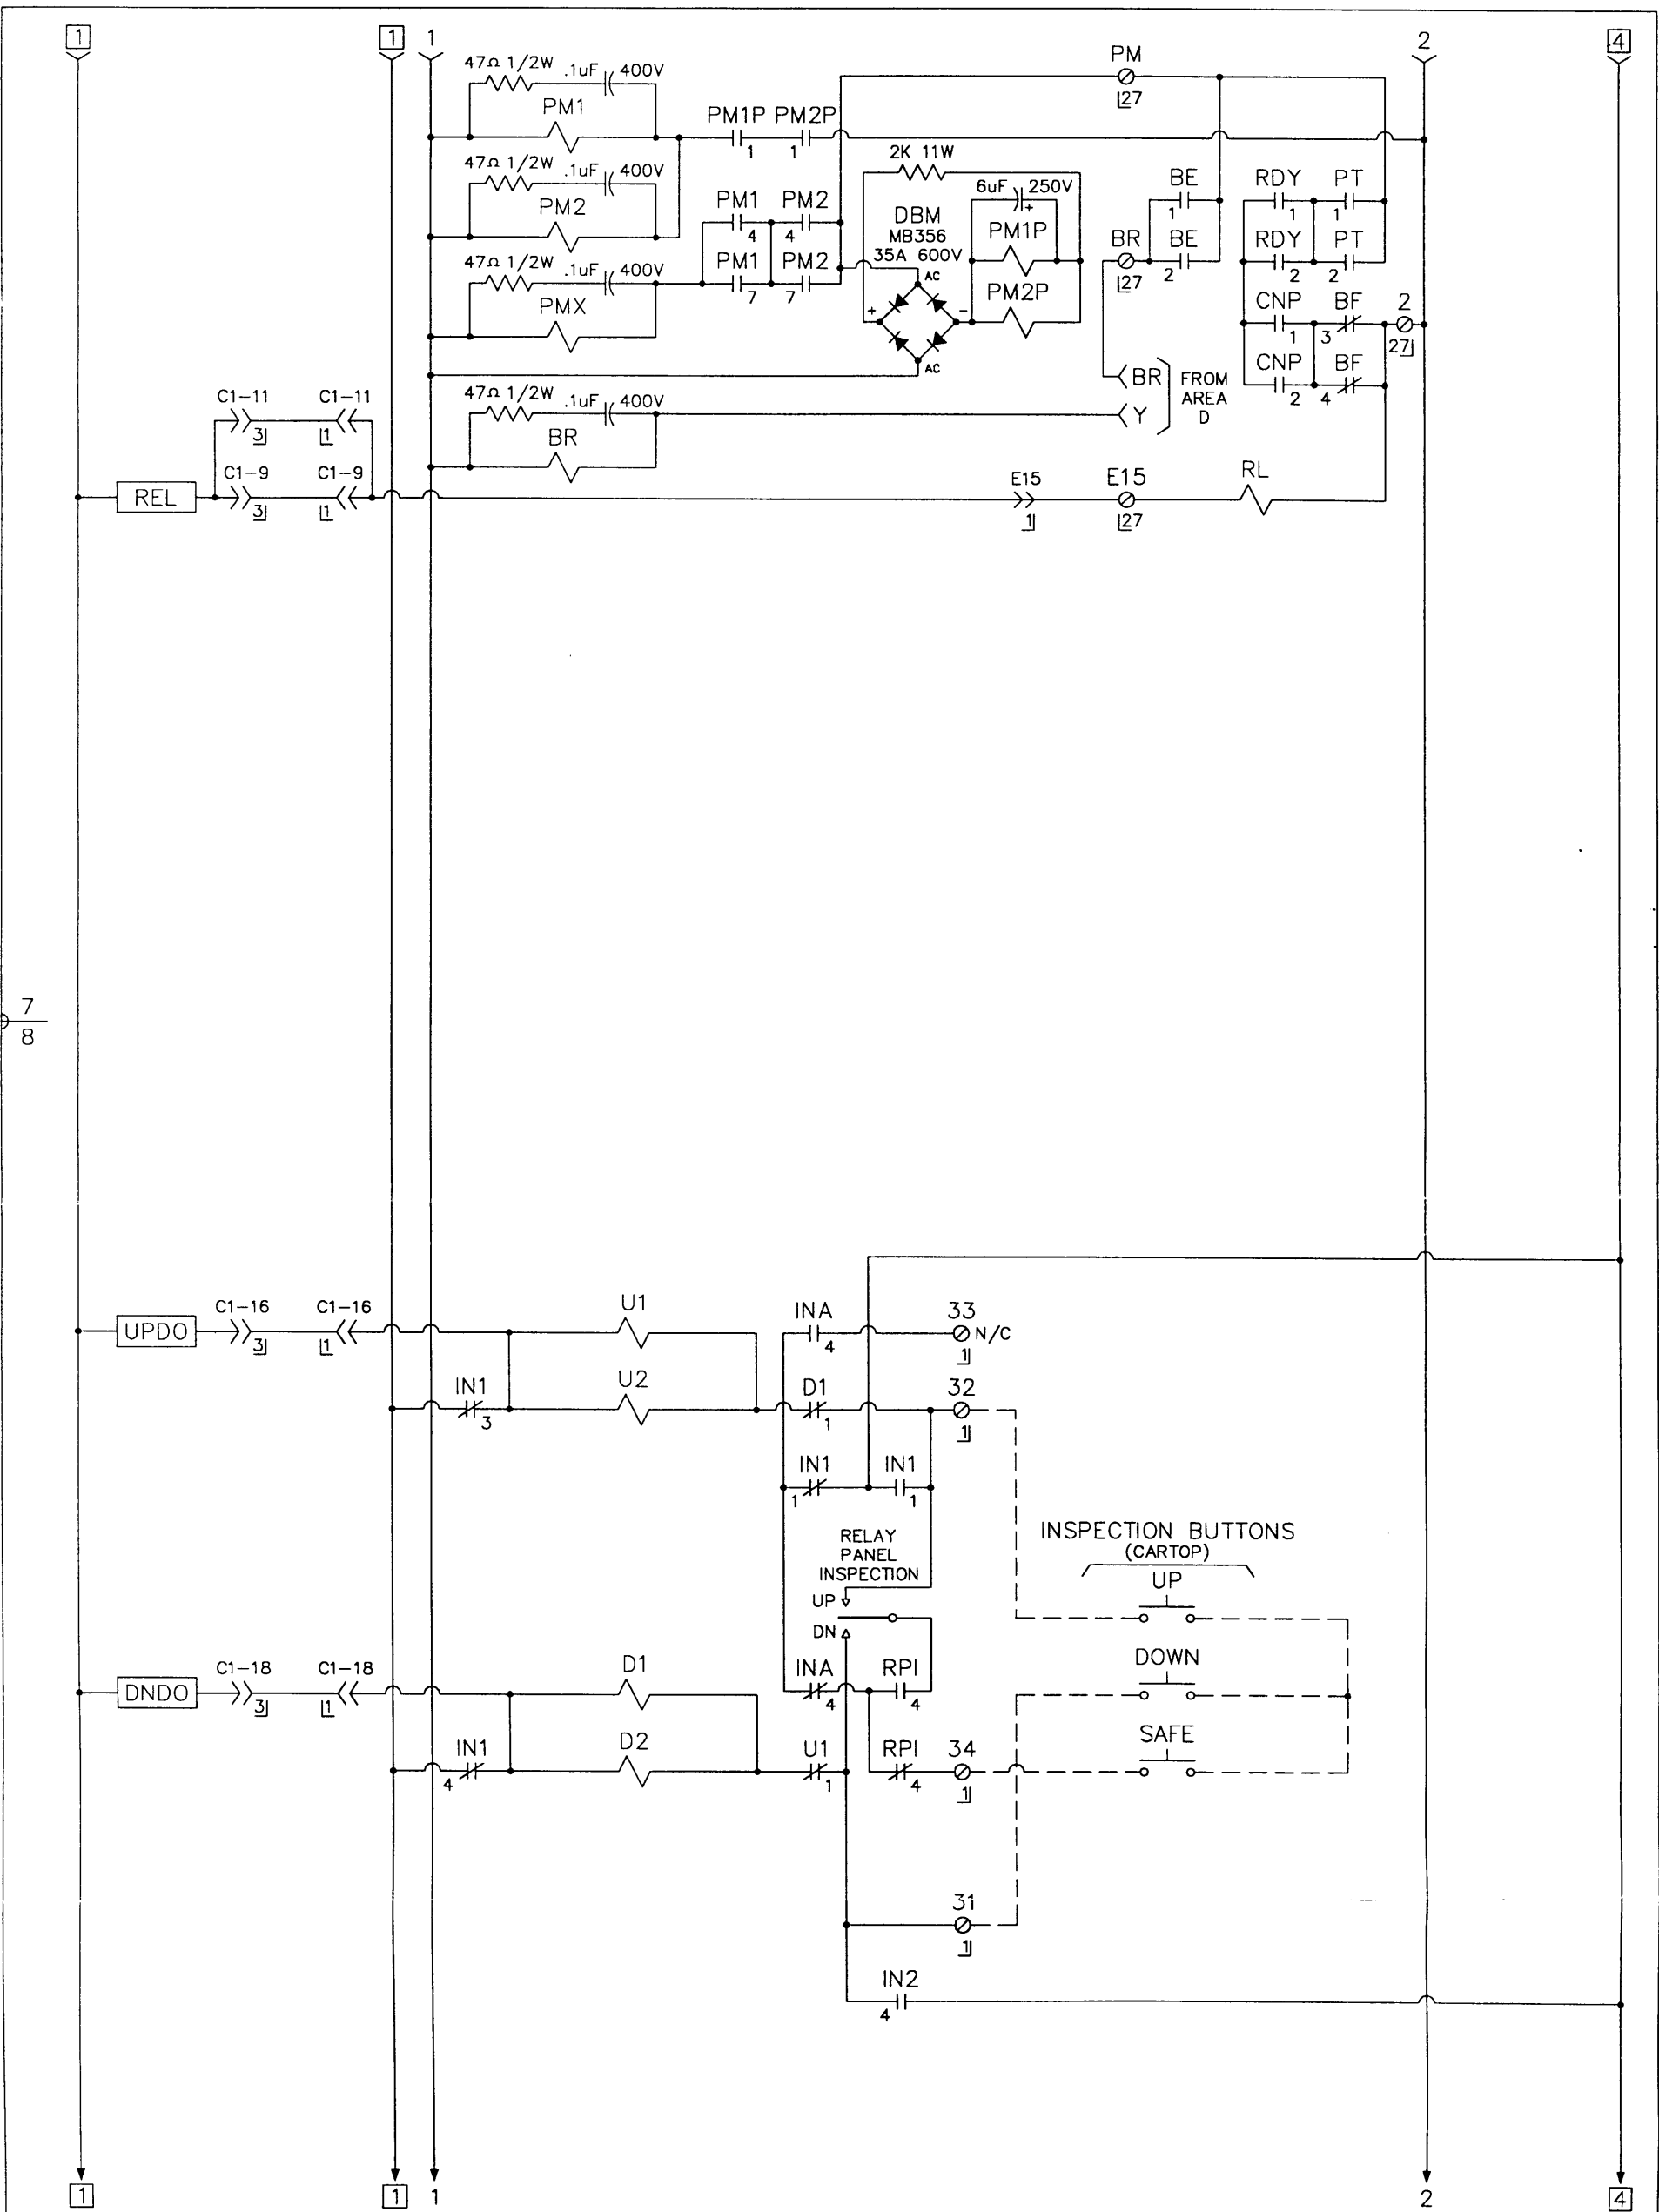 1
1
1
2
4
47Ω 1/2W .1uF 400V
PM1
PM
27
PM1P PM2P
1 1
47Ω 1/2W .1uF 400V
PM2
2K 11W
6uF 250V
+
PM1 PM2
4 4
DBM
MB356
35A 600V
PM1P
BE
1
RDY PT
1 1
47Ω 1/2W .1uF 400V
PMX
PM1 PM2
7 7
AC
+ -
AC
PM2P
BR
27
BE
2
RDY PT
2 2
CNP BF
1 3
2
27
CNP BF
2 4
BR
Y
FROM
AREA
D
C1-11 C1-11
3 1
47Ω 1/2W .1uF 400V
BR
REL
C1-9 C1-9
3 1
E15
1
E15
27
RL
7
8
UPDO
C1-16 C1-16
3 1
U1
INA
4
33
N/C
1
IN1
3
U2
D1
1
32
1
IN1 IN1
1 1
RELAY
PANEL
INSPECTION
UP
DN
INSPECTION BUTTONS
(CARTOP)
UP
DOWN
SAFE
DNDO
C1-18 C1-18
3 1
D1
INA RPI
4 4
IN1
4
D2
U1
1
RPI
4
34
1
31
1
IN2
4
1
1
1
2
4